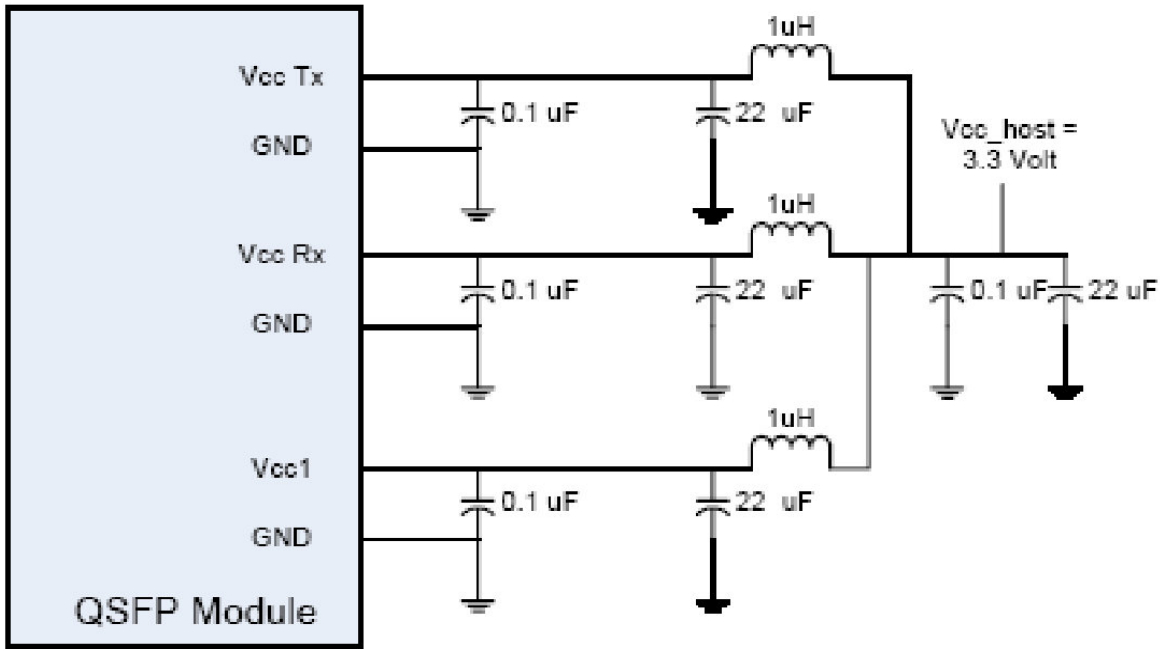 1uH
Vcc Tx
0.1 uF
22 uF
GND
Vcc_host =
3.3 Volt
1uH
Vcc Rx
0.1 uF
22 uF
0.1 uF
22 uF
GND
1uH
Vcc1
0.1 uF
22 uF
GND
QSFP Module